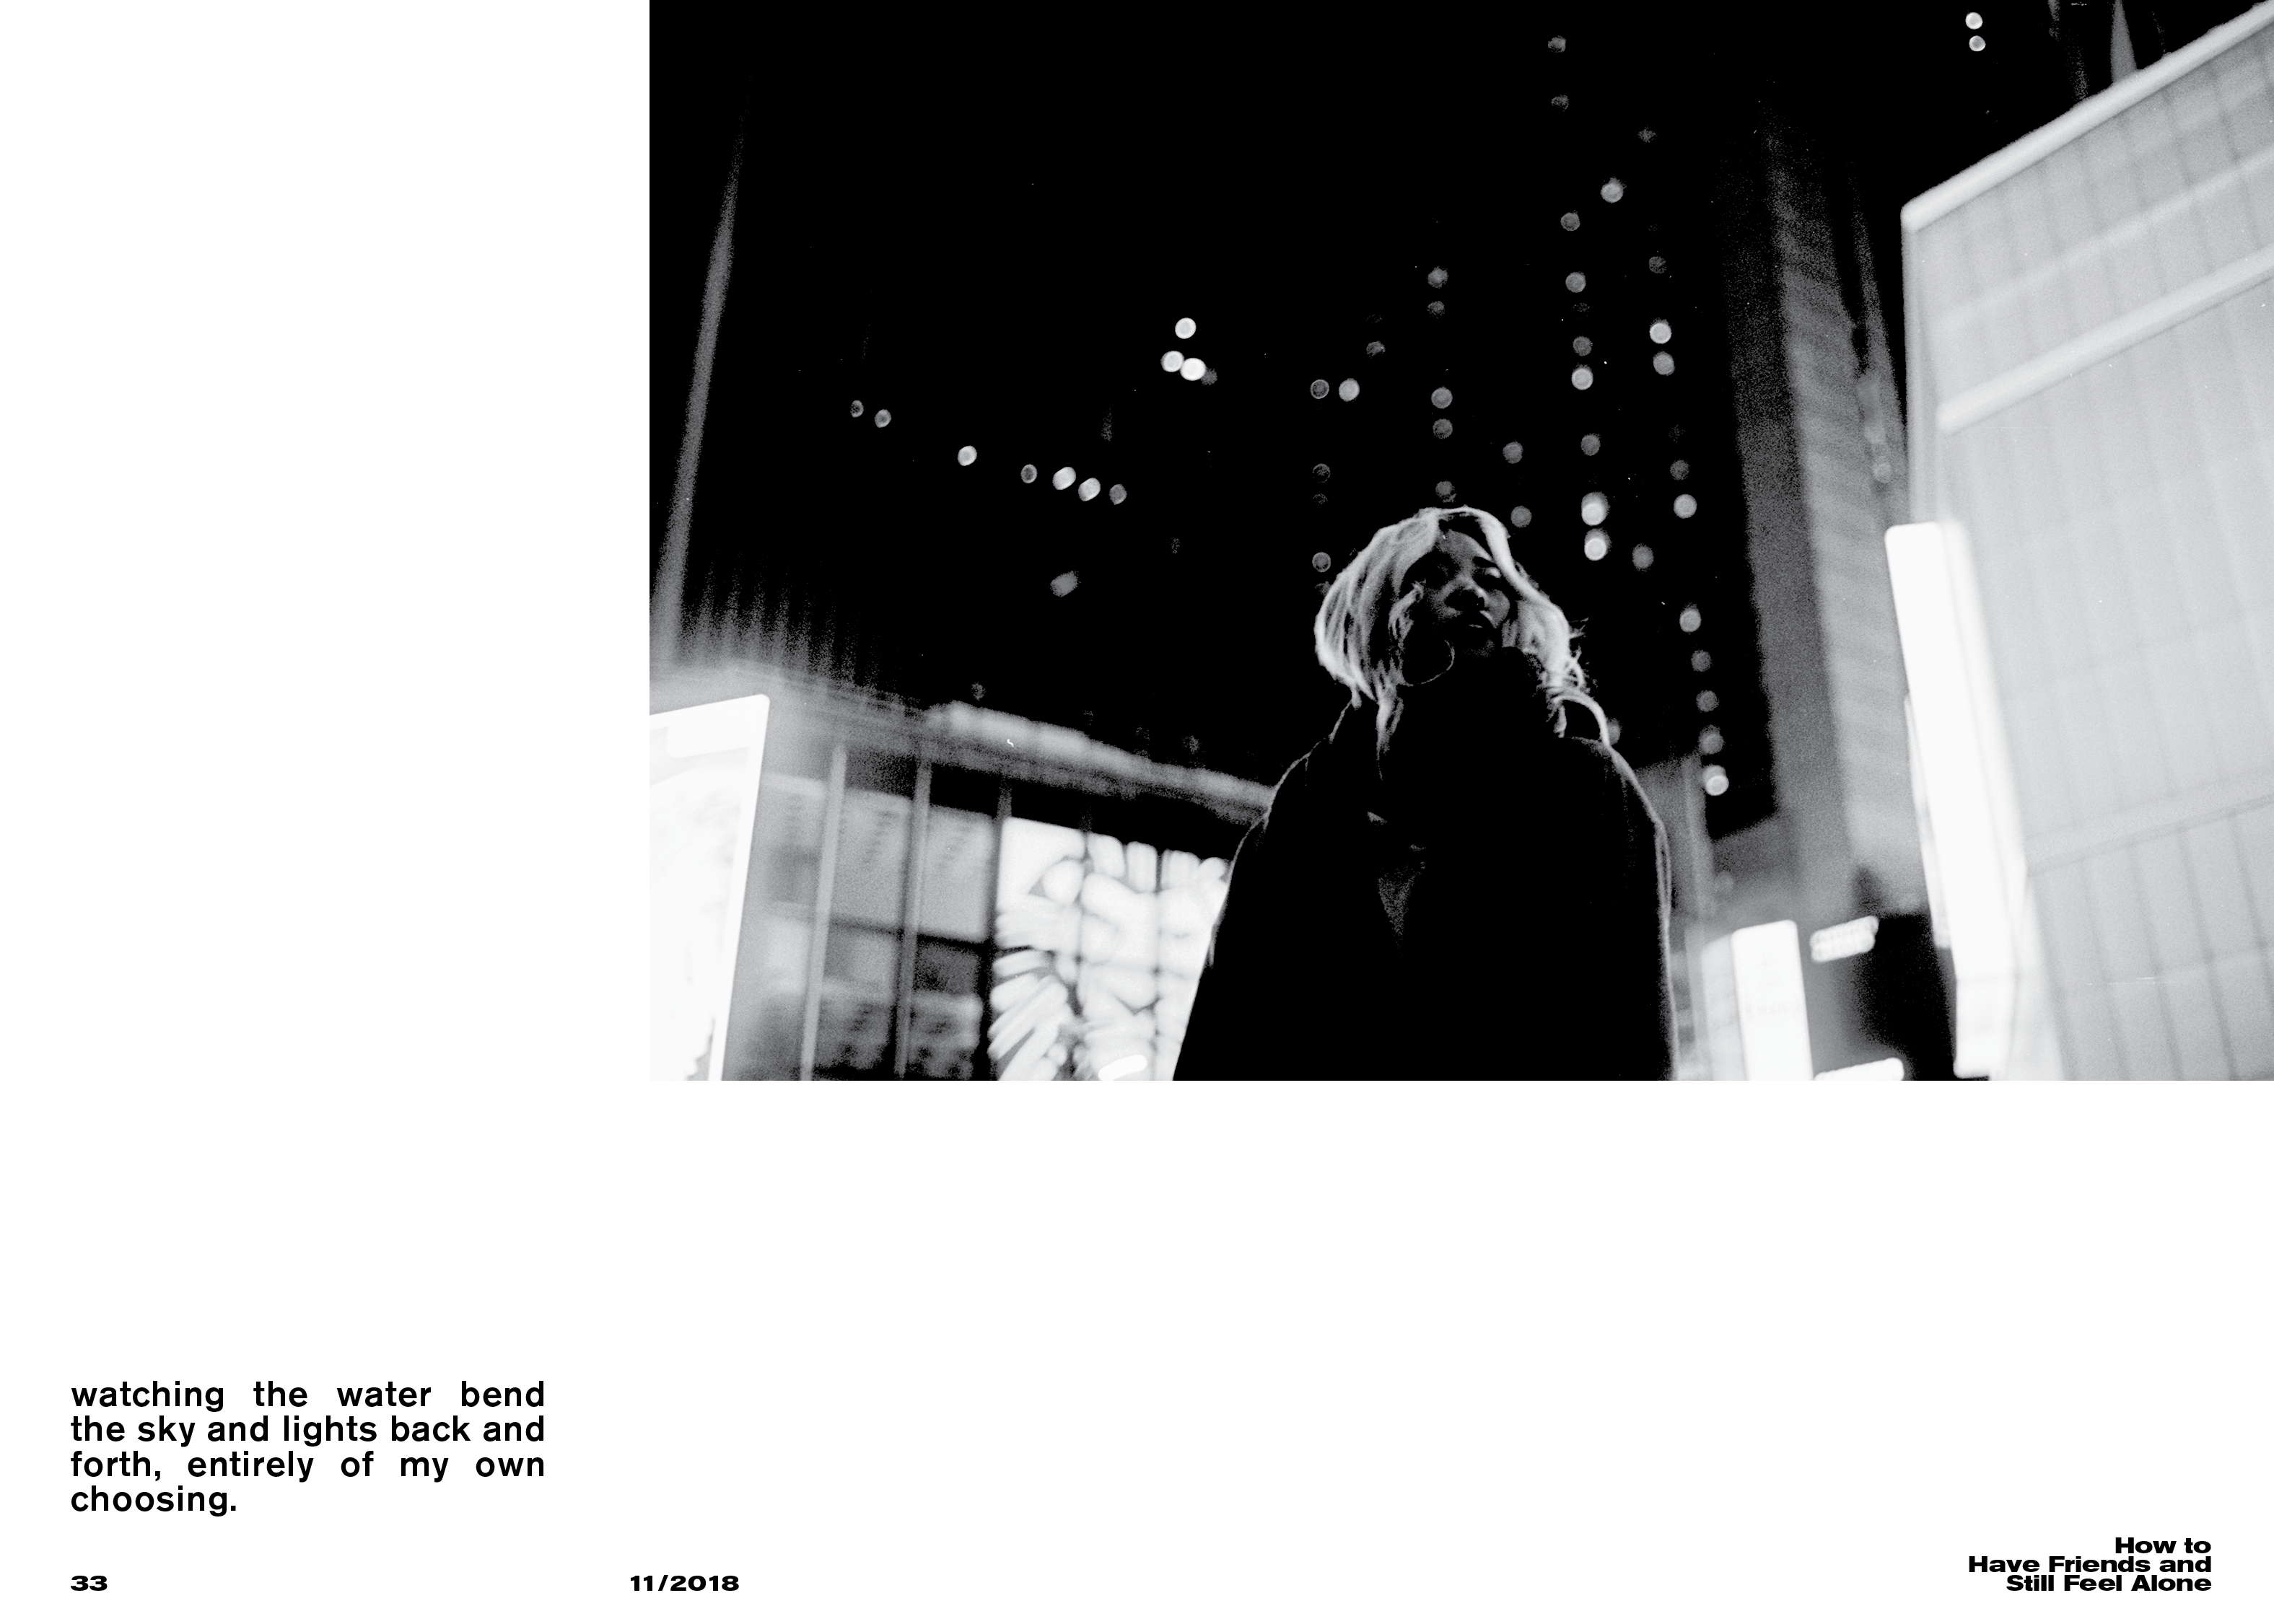 watching the water bend
the sky and lights back and
forth, entirely of my own
choosing.
33
11/2018
How to
Have Friends and
Still Feel Alone